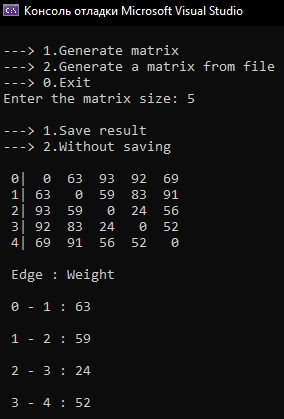 Консоль отладки Microsoft Visual Studio
---> 1.Generate matrix
---> 2.Generate a matrix from file
---> 0.Exit
Enter the matrix size: 5
---> 1.Save result
---> 2.Without saving
0|  0  63  93  92  69
1| 63   0  59  83  91
2| 93  59   0  24  56
3| 92  83  24   0  52
4| 69  91  56  52   0
Edge : Weight
0 - 1 : 63
1 - 2 : 59
2 - 3 : 24
3 - 4 : 52